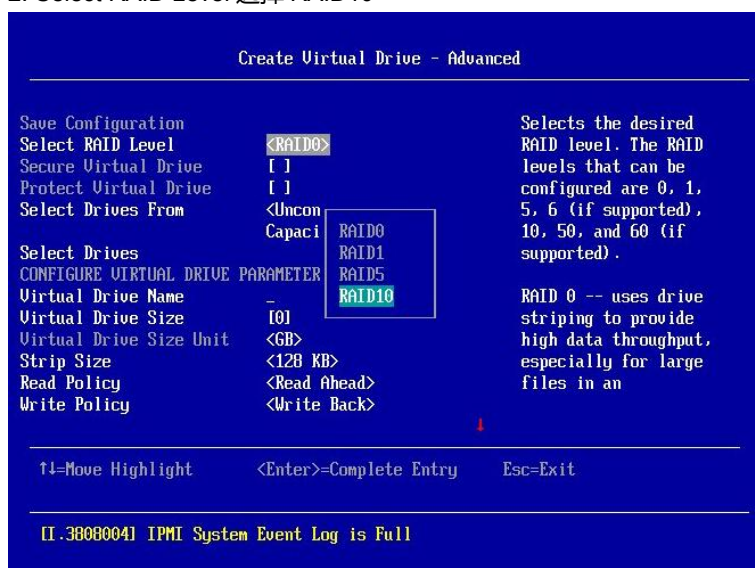 2. Select RAID Level 选择 RAID10
Create Virtual Drive - Advanced
Save Configuration
Select RAID Level <RAID0>
Secure Virtual Drive [ ]
Protect Virtual Drive [ ]
Select Drives From <Uncon
Capaci
Select Drives
CONFIGURE VIRTUAL DRIVE PARAMETER
Virtual Drive Name _
Virtual Drive Size [0]
Virtual Drive Size Unit <GB>
Strip Size <128 KB>
Read Policy <Read Ahead>
Write Policy <Write Back>
RAID0
RAID1
RAID5
RAID10
Selects the desired
RAID level. The RAID
levels that can be
configured are 0, 1,
5, 6 (if supported),
10, 50, and 60 (if
supported).
RAID 0 -- uses drive
striping to provide
high data throughput,
especially for large
files in an
↓
↑↓=Move Highlight <Enter>=Complete Entry Esc=Exit
[I.3808004] IPMI System Event Log is Full